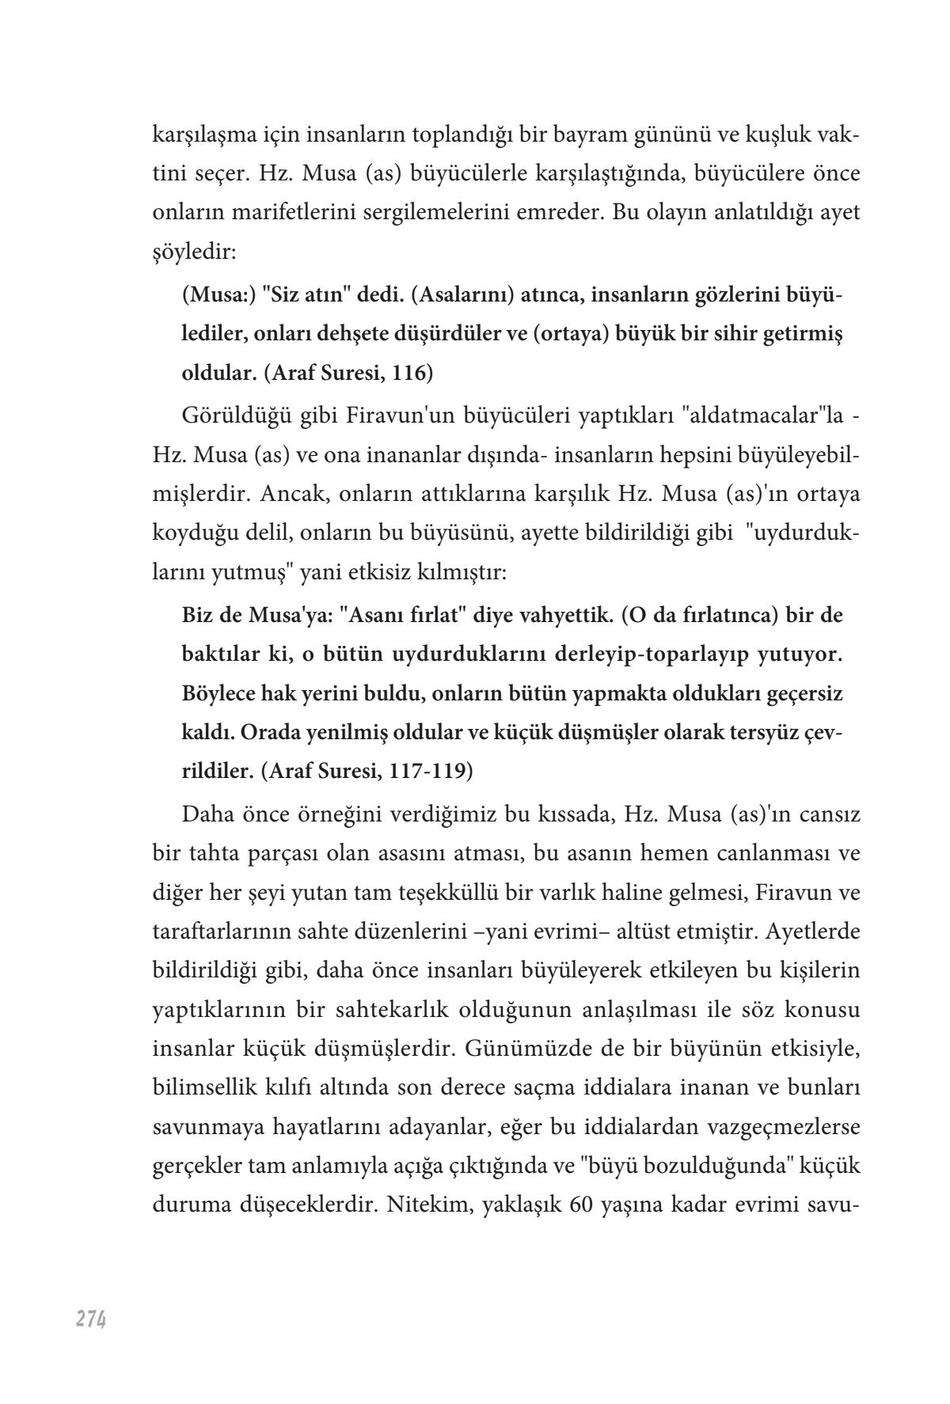 karşılaşma için insanların toplandığı bir bayram gününü ve kuşluk vak-
tini seçer. Hz. Musa (as) büyücülerle karşılaştığında, büyücülere önce
onların marifetlerini sergilemelerini emreder. Bu olayın anlatıldığı ayet
şöyledir:
(Musa:) "Siz atın" dedi. (Asalarını) atınca, insanların gözlerini büyü-
lediler, onları dehşete düşürdüler ve (ortaya) büyük bir sihir getirmiş
oldular. (Araf Suresi, 116)
Görüldüğü gibi Firavun'un büyücüleri yaptıkları "aldatmacalar"la -
Hz. Musa (as) ve ona inananlar dışında- insanların hepsini büyüleyebil-
mişlerdir. Ancak, onların attıklarına karşılık Hz. Musa (as)'ın ortaya
koyduğu delil, onların bu büyüsünü, ayette bildirildiği gibi  "uydurduk-
larını yutmuş" yani etkisiz kılmıştır:
Biz de Musa'ya: "Asanı fırlat" diye vahyettik. (O da fırlatınca) bir de
baktılar ki, o bütün uydurduklarını derleyip-toparlayıp yutuyor.
Böylece hak yerini buldu, onların bütün yapmakta oldukları geçersiz
kaldı. Orada yenilmiş oldular ve küçük düşmüşler olarak tersyüz çev-
rildiler. (Araf Suresi, 117-119)
Daha önce örneğini verdiğimiz bu kıssada, Hz. Musa (as)'ın cansız
bir tahta parçası olan asasını atması, bu asanın hemen canlanması ve
diğer her şeyi yutan tam teşekküllü bir varlık haline gelmesi, Firavun ve
taraftarlarının sahte düzenlerini –yani evrimi– altüst etmiştir. Ayetlerde
bildirildiği gibi, daha önce insanları büyüleyerek etkileyen bu kişilerin
yaptıklarının bir sahtekarlık olduğunun anlaşılması ile söz konusu
insanlar küçük düşmüşlerdir. Günümüzde de bir büyünün etkisiyle,
bilimsellik kılıfı altında son derece saçma iddialara inanan ve bunları
savunmaya hayatlarını adayanlar, eğer bu iddialardan vazgeçmezlerse
gerçekler tam anlamıyla açığa çıktığında ve "büyü bozulduğunda" küçük
duruma düşeceklerdir. Nitekim, yaklaşık 60 yaşına kadar evrimi savu-
274